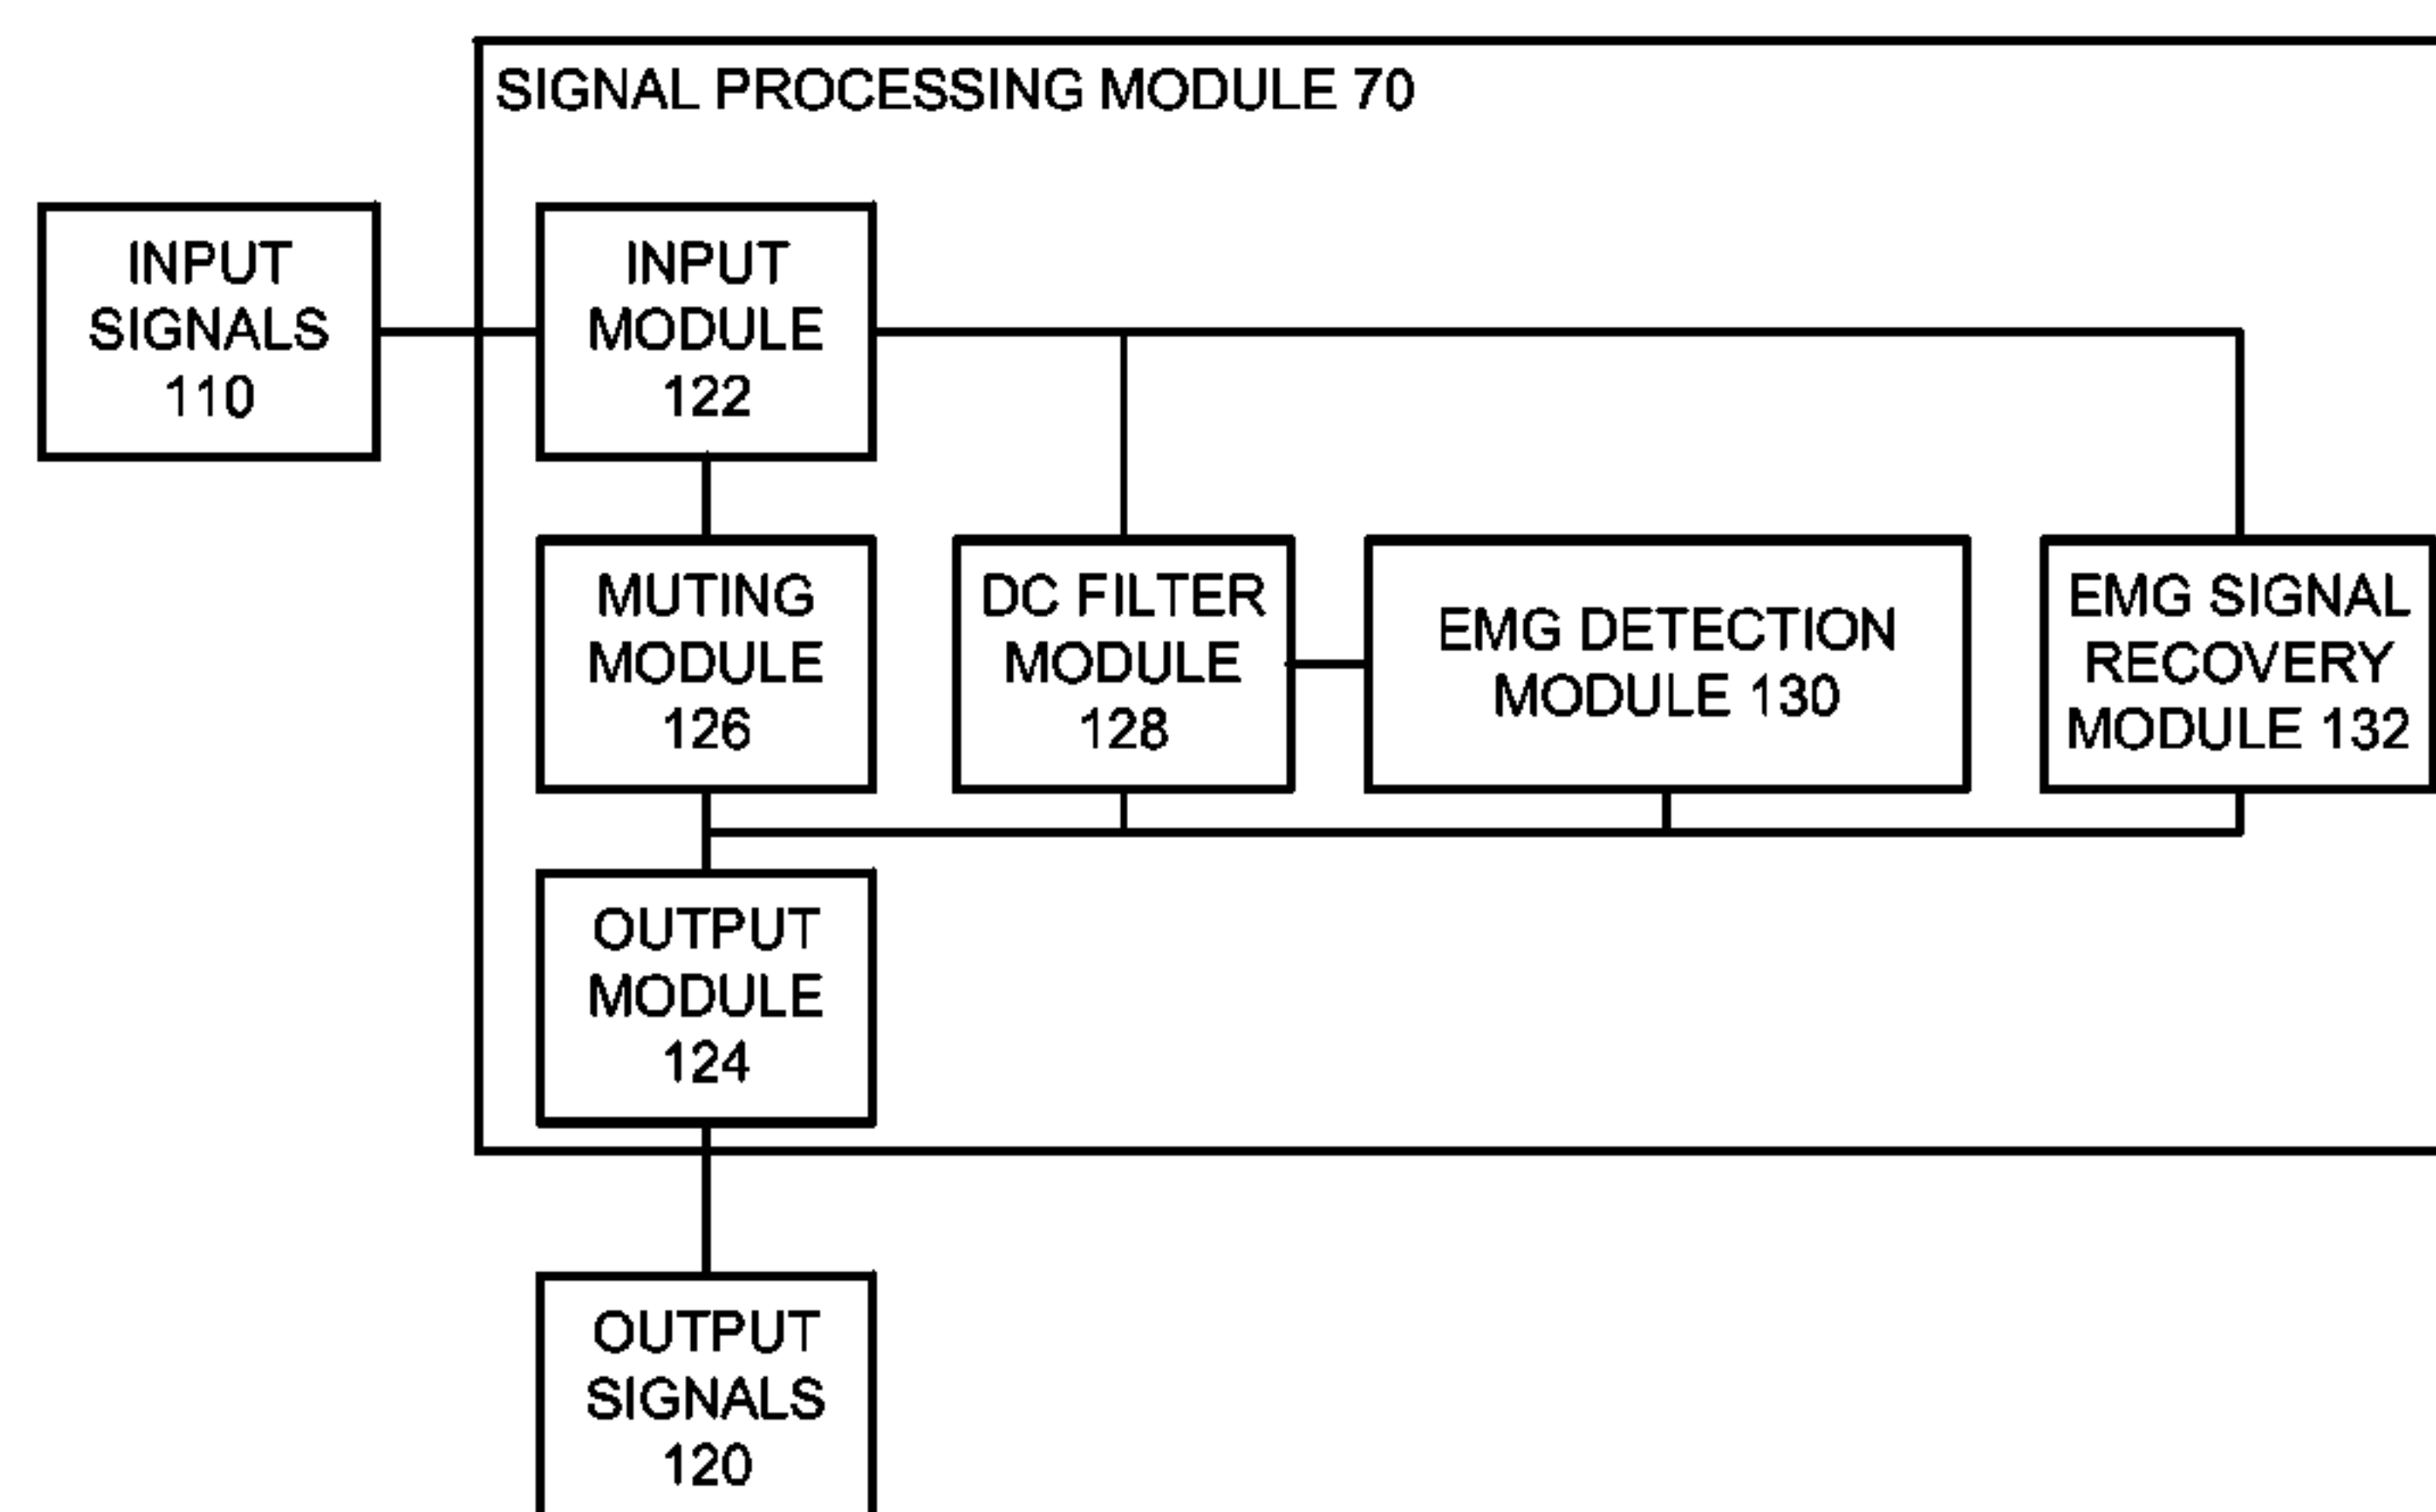 SIGNAL PROCESSING MODULE 70
INPUT
SIGNALS
110
INPUT
MODULE
122
MUTING
MODULE
126
DC FILTER
MODULE
128
EMG DETECTION
MODULE 130
EMG SIGNAL
RECOVERY
MODULE 132
OUTPUT
MODULE
124
OUTPUT
SIGNALS
120